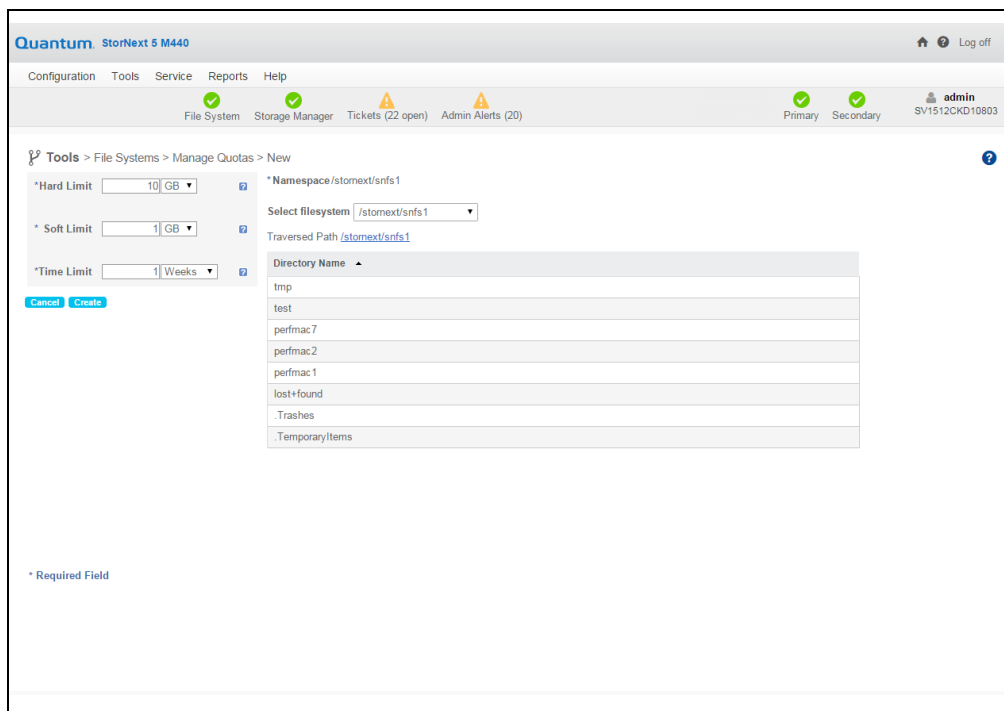 Quantum. StorNext 5 M440
Log off
Configuration Tools Service Reports Help
File System Storage Manager Tickets (22 open) Admin Alerts (20) Primary Secondary
admin
SV1512CKD10803
Tools > File Systems > Manage Quotas > New
*Hard Limit 10 GB
* Soft Limit 1 GB
*Time Limit 1 Weeks
Cancel Create
* Namespace /stornext/snfs1
Select filesystem /stornext/snfs1
Traversed Path /stornext/snfs1
Directory Name
tmp
test
perfmac7
perfmac2
perfmac1
lost+found
.Trashes
.TemporaryItems
* Required Field